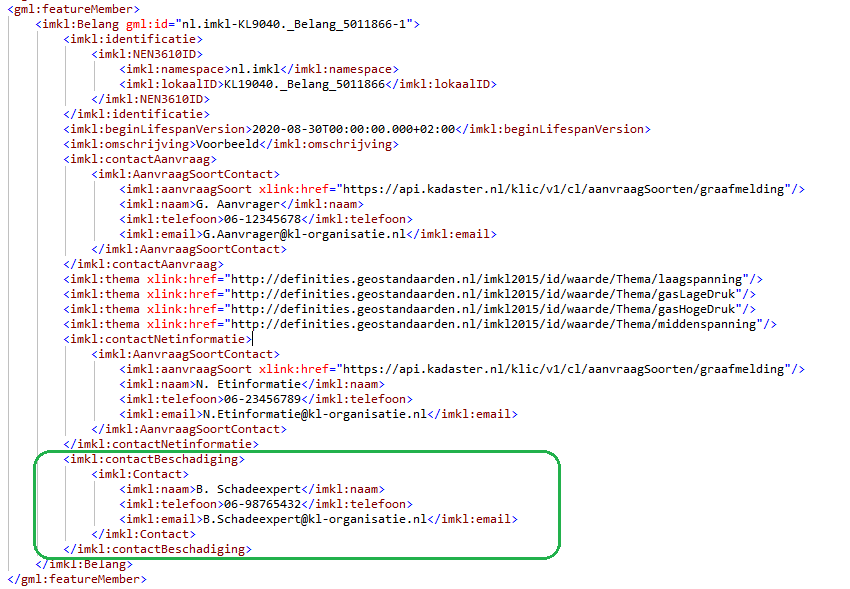 <gml:featureMember>
<imkl:Belang gml:id="nl.imkl-KL9040._Belang_5011866-1">
<imkl:identificatie>
<imkl:NEN3610ID>
<imkl:namespace>nl.imkl</imkl:namespace>
<imkl:lokaalID>KL19040._Belang_5011866</imkl:lokaalID>
</imkl:NEN3610ID>
</imkl:identificatie>
<imkl:beginLifespanVersion>2020-08-30T00:00:00.000+02:00</imkl:beginLifespanVersion>
<imkl:omschrijving>Voorbeeld</imkl:omschrijving>
<imkl:contactAanvraag>
<imkl:AanvraagSoortContact>
<imkl:aanvraagSoort xlink:href="https://api.kadaster.nl/klic/v1/cl/aanvraagSoorten/graafmelding"/>
<imkl:naam>G. Aanvrager</imkl:naam>
<imkl:telefoon>06-12345678</imkl:telefoon>
<imkl:email>G.Aanvrager@kl-organisatie.nl</imkl:email>
</imkl:AanvraagSoortContact>
</imkl:contactAanvraag>
<imkl:thema xlink:href="http://definities.geostandaarden.nl/imkl2015/id/waarde/Thema/laagspanning"/>
<imkl:thema xlink:href="http://definities.geostandaarden.nl/imkl2015/id/waarde/Thema/gasLageDruk"/>
<imkl:thema xlink:href="http://definities.geostandaarden.nl/imkl2015/id/waarde/Thema/gasHogeDruk"/>
<imkl:thema xlink:href="http://definities.geostandaarden.nl/imkl2015/id/waarde/Thema/middenspanning"/>
<imkl:contactNetinformatie>
<imkl:AanvraagSoortContact>
<imkl:aanvraagSoort xlink:href="https://api.kadaster.nl/klic/v1/cl/aanvraagSoorten/graafmelding"/>
<imkl:naam>N. Etinformatie</imkl:naam>
<imkl:telefoon>06-23456789</imkl:telefoon>
<imkl:email>N.Etinformatie@kl-organisatie.nl</imkl:email>
</imkl:AanvraagSoortContact>
</imkl:contactNetinformatie>
<imkl:contactBeschadiging>
<imkl:Contact>
<imkl:naam>B. Schadeexpert</imkl:naam>
<imkl:telefoon>06-98765432</imkl:telefoon>
<imkl:email>B.Schadeexpert@kl-organisatie.nl</imkl:email>
</imkl:Contact>
</imkl:contactBeschadiging>
</imkl:Belang>
</gml:featureMember>